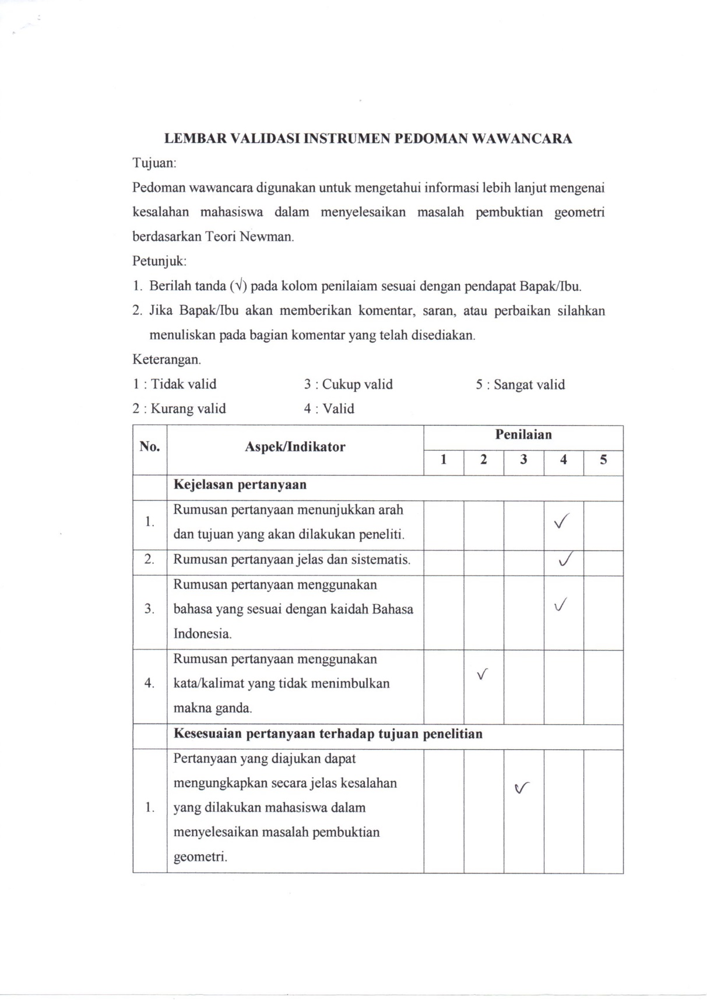 LEMBAR VALIDASI INSTRUMEN PEDOMAN WAWANCARA
Tujuan:
Pedoman wawancara digunakan untuk mengetahui informasi lebih lanjut mengenai
kesalahan mahasiswa dalam menyelesaikan masalah pembuktian geometri
berdasarkan Teori Newman.
Petunjuk:
1. Berilah tanda (√) pada kolom penilaiam sesuai dengan pendapat Bapak/Ibu.
2. Jika Bapak/Ibu akan memberikan komentar, saran, atau perbaikan silahkan
menuliskan pada bagian komentar yang telah disediakan.
Keterangan.
1 : Tidak valid 3 : Cukup valid 5 : Sangat valid
2 : Kurang valid 4 : Valid
No. Aspek/Indikator Penilaian
1 2 3 4 5
Kejelasan pertanyaan
1. Rumusan pertanyaan menunjukkan arah
dan tujuan yang akan dilakukan peneliti. ✓
2. Rumusan pertanyaan jelas dan sistematis. ✓
Rumusan pertanyaan menggunakan
3. bahasa yang sesuai dengan kaidah Bahasa ✓
Indonesia.
Rumusan pertanyaan menggunakan
4. kata/kalimat yang tidak menimbulkan ✓
makna ganda.
Kesesuaian pertanyaan terhadap tujuan penelitian
Pertanyaan yang diajukan dapat
mengungkapkan secara jelas kesalahan ✓
1. yang dilakukan mahasiswa dalam
menyelesaikan masalah pembuktian
geometri.